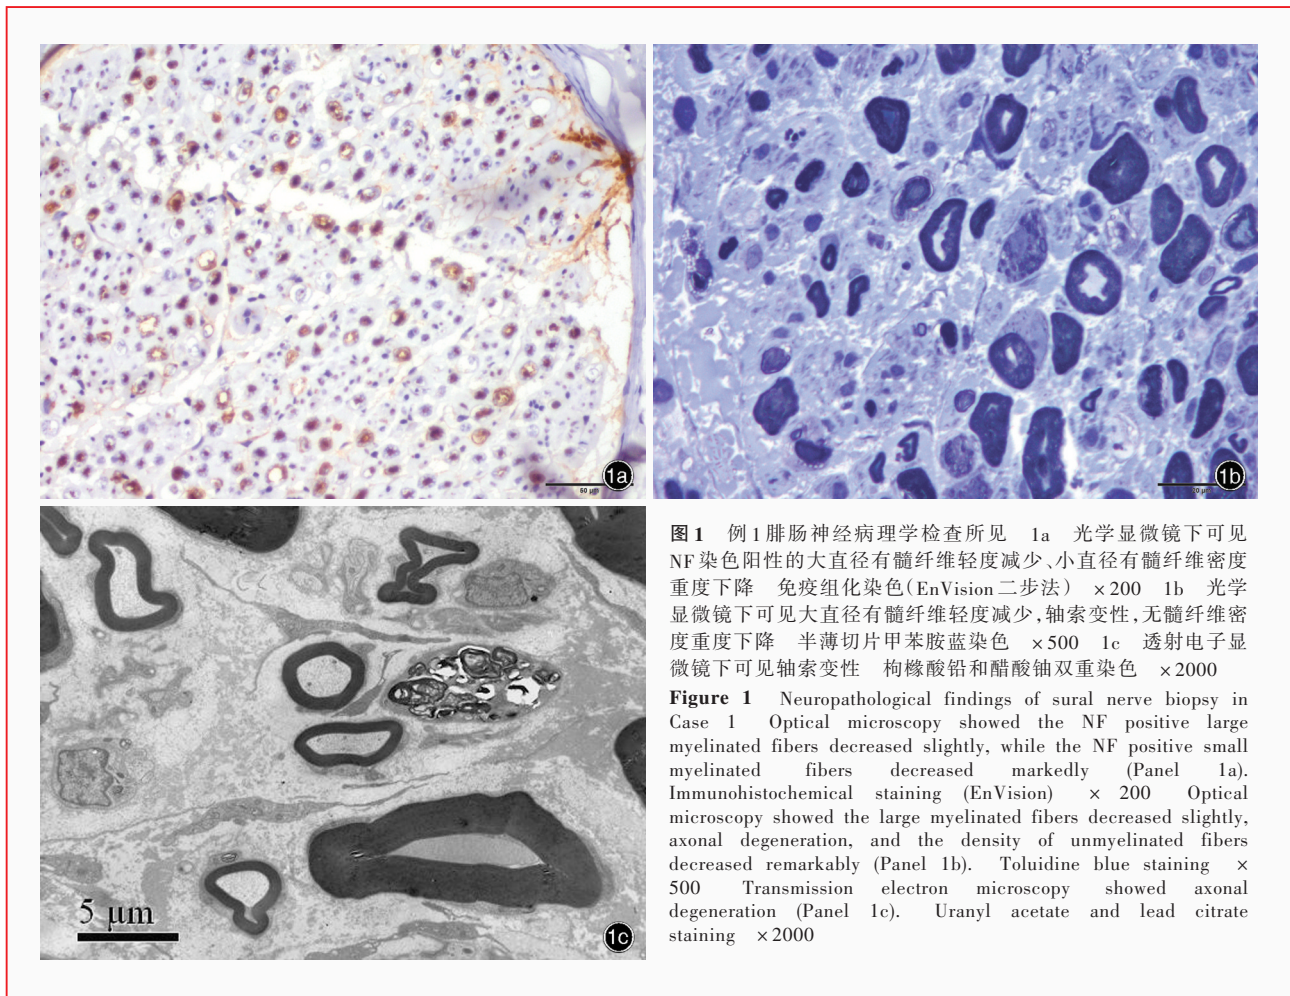 1a
50 μm
1b
20 μm
5 μm
1c
图1 例1腓肠神经病理学检查所见 1a 光学显微镜下可见
NF染色阳性的大直径有髓纤维轻度减少、小直径有髓纤维密度
重度下降 免疫组化染色(EnVision二步法) ×200 1b 光学
显微镜下可见大直径有髓纤维轻度减少,轴索变性,无髓纤维密
度重度下降 半薄切片甲苯胺蓝染色 ×500 1c 透射电子显
微镜下可见轴索变性 枸橼酸铅和醋酸铀双重染色 ×2000
Figure 1 Neuropathological findings of sural nerve biopsy in
Case 1 Optical microscopy showed the NF positive large
myelinated fibers decreased slightly, while the NF positive small
myelinated fibers decreased markedly (Panel 1a).
Immunohistochemical staining (EnVision) × 200 Optical
microscopy showed the large myelinated fibers decreased slightly,
axonal degeneration, and the density of unmyelinated fibers
decreased remarkably (Panel 1b). Toluidine blue staining ×
500 Transmission electron microscopy showed axonal
degeneration (Panel 1c). Uranyl acetate and lead citrate
staining ×2000